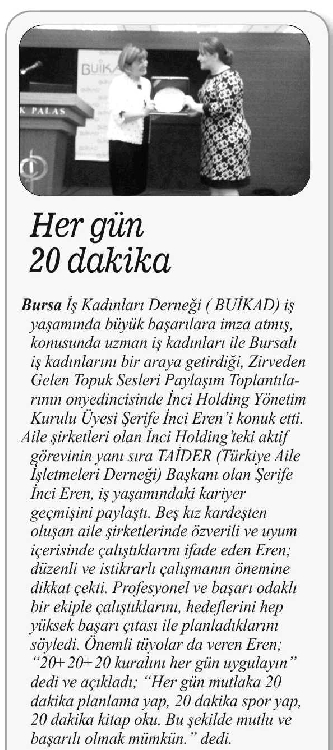 BUİKA
K PALAS
Her gün
20 dakika
Bursa İş Kadınları Derneği ( BUİKAD) iş
yaşamında büyük başarılara imza atmış,
konusunda uzman iş kadınları ile Bursalı
iş kadınlarını bir araya getirdiği, Zirveden
Gelen Topuk Sesleri Paylaşım Toplantıla-
rının onyedincisinde İnci Holding Yönetim
Kurulu Üyesi Şerife İnci Eren'i konuk etti.
Aile şirketleri olan İnci Holding'teki aktif
görevinin yanı sıra TAİDER (Türkiye Aile
İşletmeleri Derneği) Başkanı olan Şerife
İnci Eren, iş yaşamındaki kariyer
geçmişini paylaştı. Beş kız kardeşten
oluşan aile şirketlerinde özverili ve uyum
içerisinde çalıştıklarını ifade eden Eren;
düzenli ve istikrarlı çalışmanın önemine
dikkat çekti. Profesyonel ve başarı odaklı
bir ekiple çalıştıklarını, hedeflerini hep
yüksek başarı çıtası ile planladıklarını
söyledi. Önemli tüyolar da veren Eren;
"20+20+20 kuralını her gün uygulayın"
dedi ve açıkladı; "Her gün mutlaka 20
dakika planlama yap, 20 dakika spor yap,
20 dakika kitap oku. Bu şekilde mutlu ve
başarılı olmak mümkün." dedi.